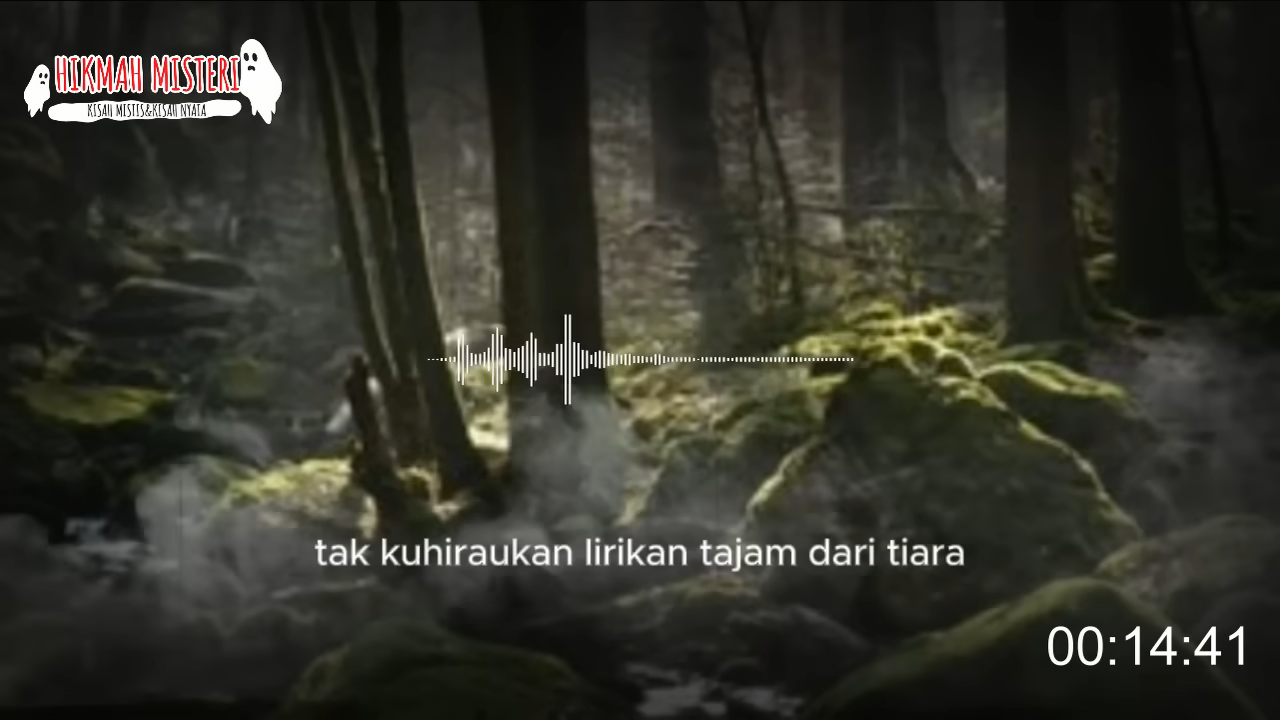 HIKMAH MISTERI
KISAH MISTIS&KISAH NYATA
tak kuhiraukan lirikan tajam dari tiara
00:14:41